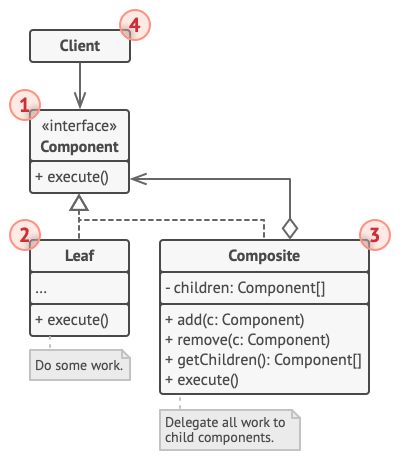 4
Client
1
«interface»
Component
+ execute()
2
Leaf
...
+ execute()
Do some work.
3
Composite
- children: Component[]
+ add(c: Component)
+ remove(c: Component)
+ getChildren(): Component[]
+ execute()
Delegate all work to
child components.